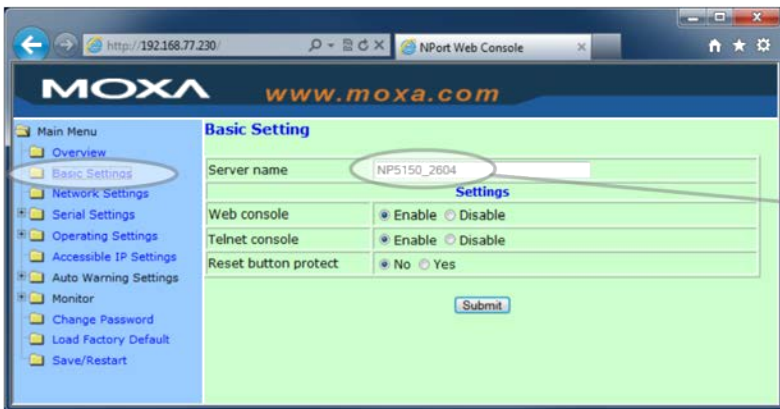 http://192.168.77.230/
NPort Web Console
MOXA
www.moxa.com
Main Menu
Overview
Basic Settings
Network Settings
Serial Settings
Operating Settings
Accessible IP Settings
Auto Warning Settings
Monitor
Change Password
Load Factory Default
Save/Restart
Basic Setting
Server name NP5150_2604
Settings
Web console Enable Disable
Telnet console Enable Disable
Reset button protect No Yes
Submit